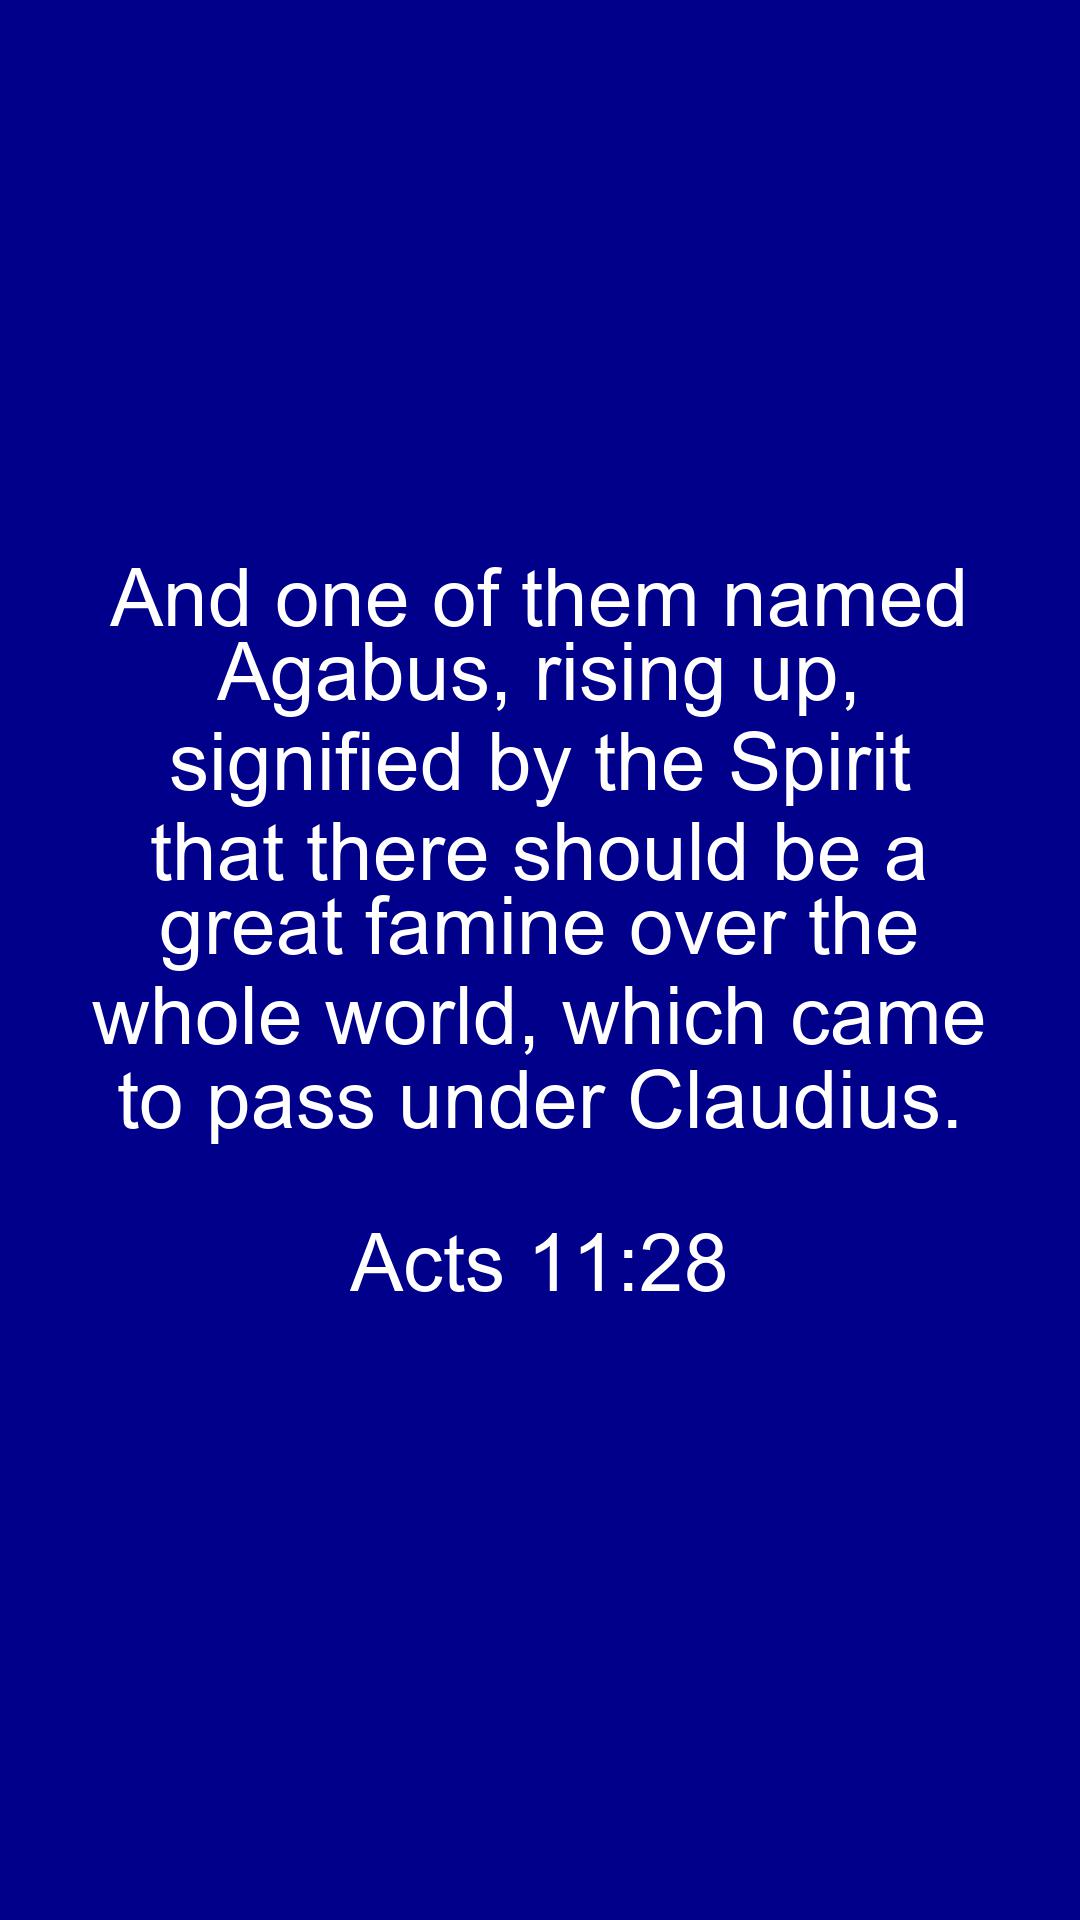 And one of them named
Agabus, rising up,
signified by the Spirit
that there should be a
great famine over the
whole world, which came
to pass under Claudius.
Acts 11:28